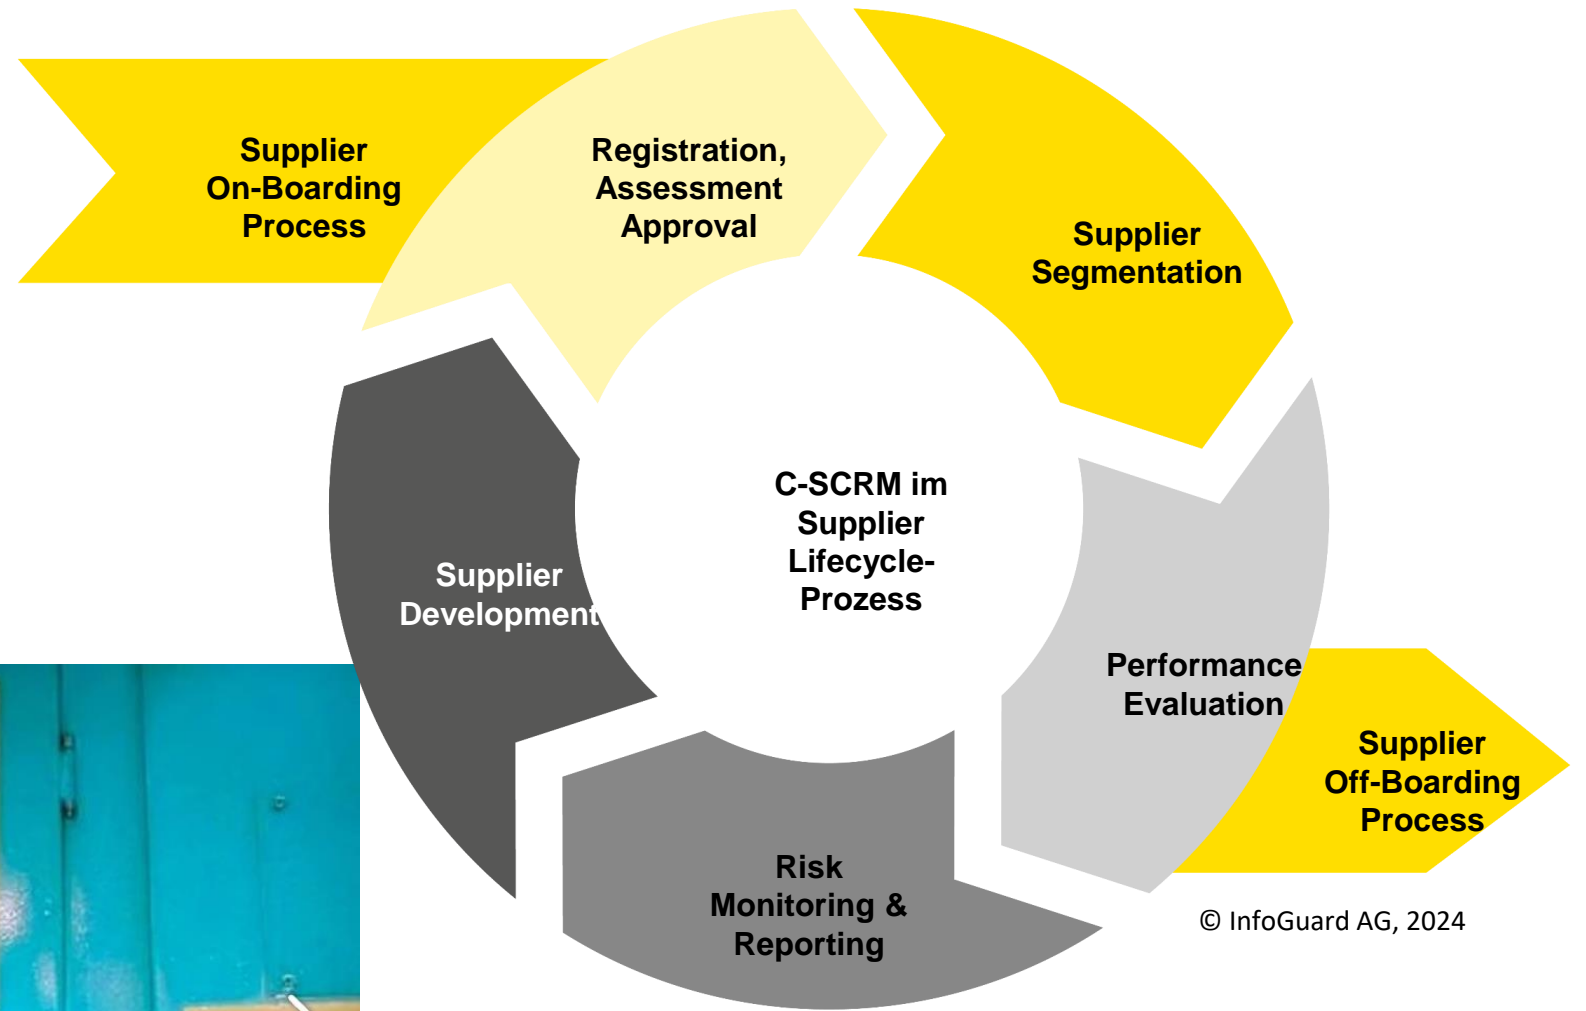 Supplier
On-Boarding
Process
Registration,
Assessment
Approval
Supplier
Segmentation
Performance
Evaluation
Supplier
Off-Boarding
Process
Risk
Monitoring &
Reporting
Supplier
Development
C-SCRM im
Supplier
Lifecycle-
Prozess
© InfoGuard AG, 2024